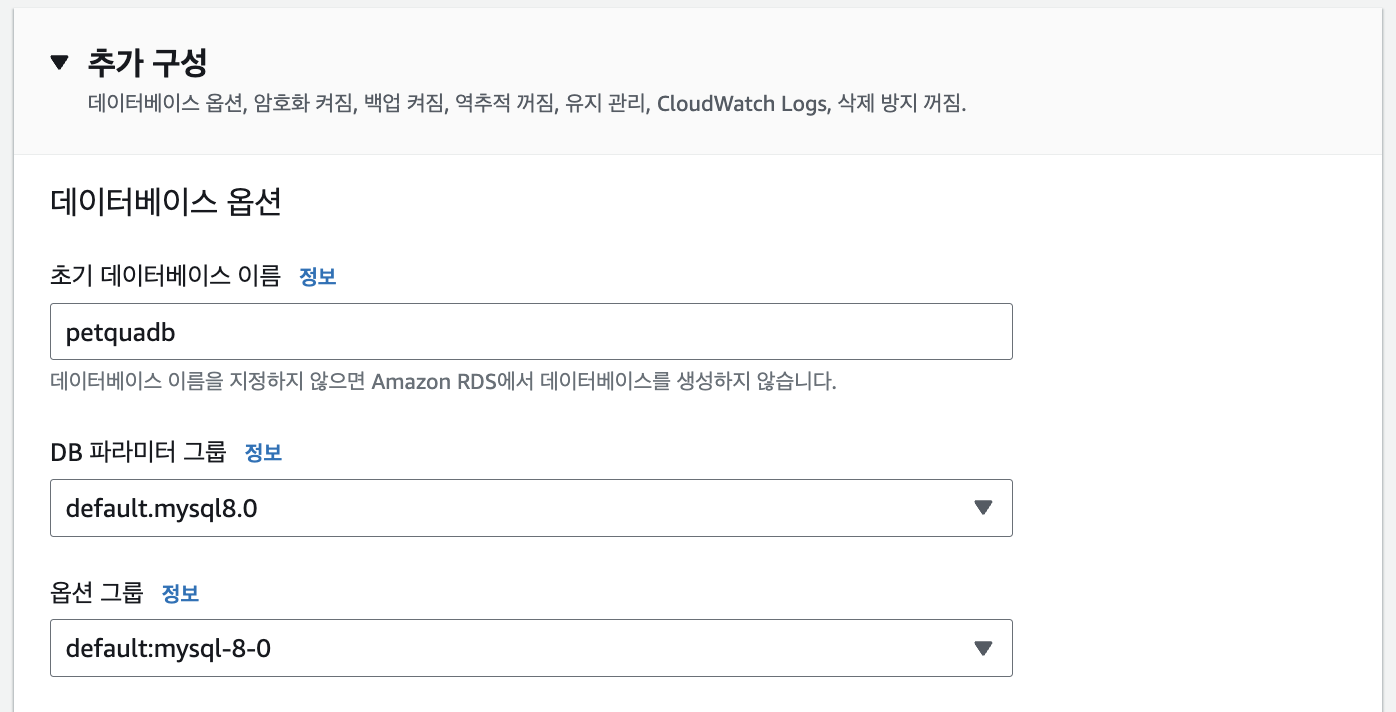 추가 구성
데이터베이스 옵션, 암호화 켜짐, 백업 켜짐, 역추적 꺼짐, 유지 관리, CloudWatch Logs, 삭제 방지 꺼짐.
데이터베이스 옵션
초기 데이터베이스 이름 정보
petquadb
데이터베이스 이름을 지정하지 않으면 Amazon RDS에서 데이터베이스를 생성하지 않습니다.
DB 파라미터 그룹 정보
default.mysql8.0
옵션 그룹 정보
default:mysql-8-0